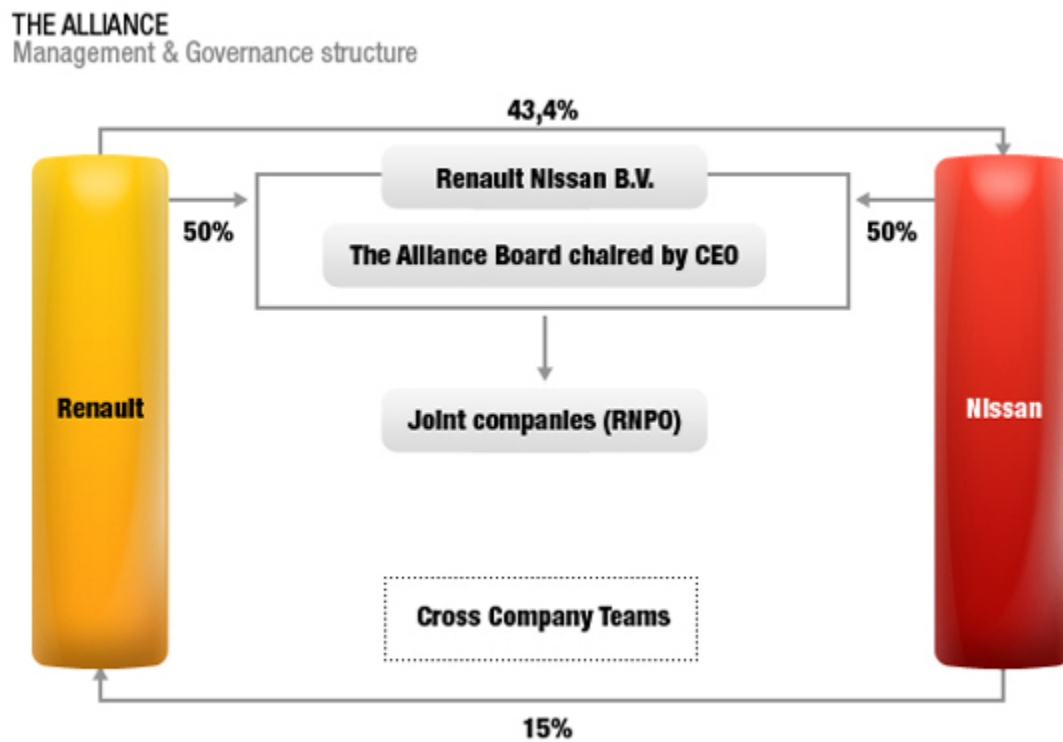 THE ALLIANCE
Management & Governance structure
43,4%
Renault Nissan B.V.
50%
50%
The Alliance Board chaired by CEO
Renault
Nissan
Joint companies (RNPO)
Cross Company Teams
15%